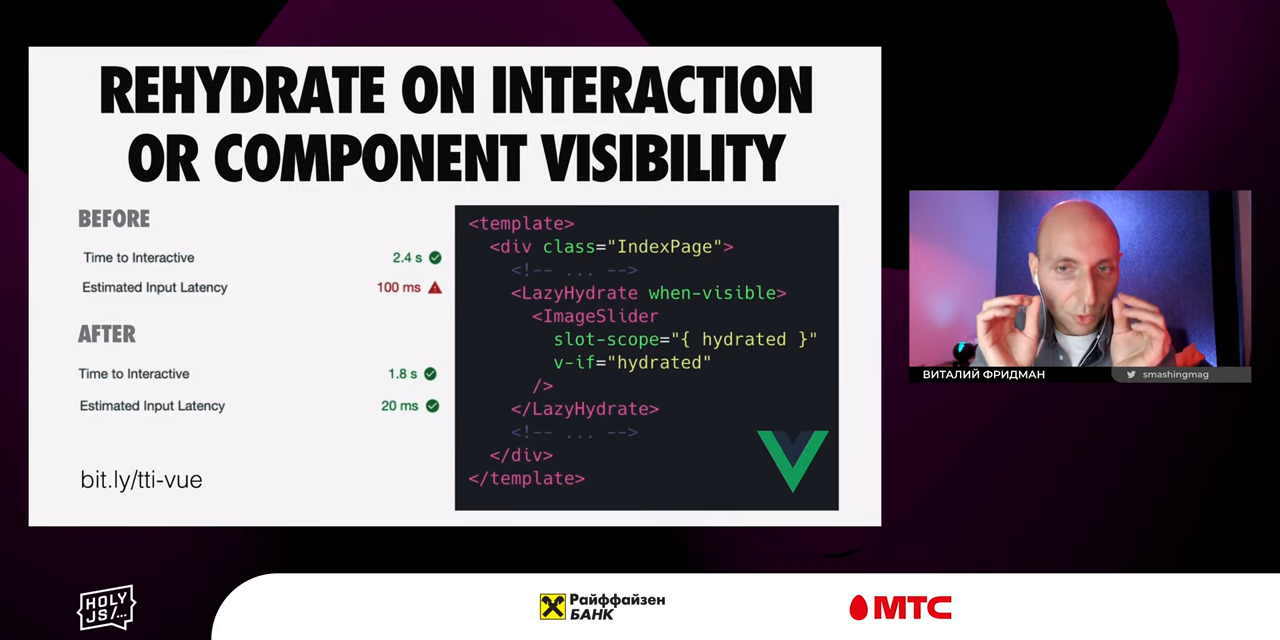 REHYDRATE ON INTERACTION
OR COMPONENT VISIBILITY
BEFORE
Time to Interactive 2.4 s
Estimated Input Latency 100 ms
AFTER
Time to Interactive 1.8 s
Estimated Input Latency 20 ms
bit.ly/tti-vue
<template>
<div class="IndexPage">
<!-- ... -->
<LazyHydrate when-visible>
<ImageSlider
slot-scope="{ hydrated }"
v-if="hydrated"
/>
</LazyHydrate>
<!-- ... -->
</div>
</template>
ВИТАЛИЙ ФРИДМАН
smashingmag
HOLY
JS/...
Райффайзен
БАНК
МТС